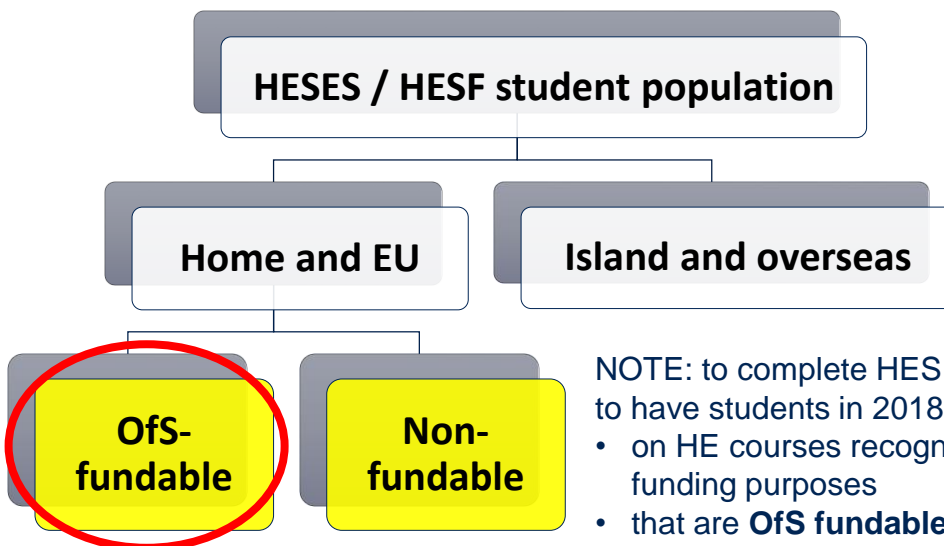 HESES / HESF student population
Home and EU
Island and overseas
OfS-
fundable
Non-
fundable
NOTE: to complete HES
to have students in 2018
• on HE courses recogn
funding purposes
• that are OfS fundable